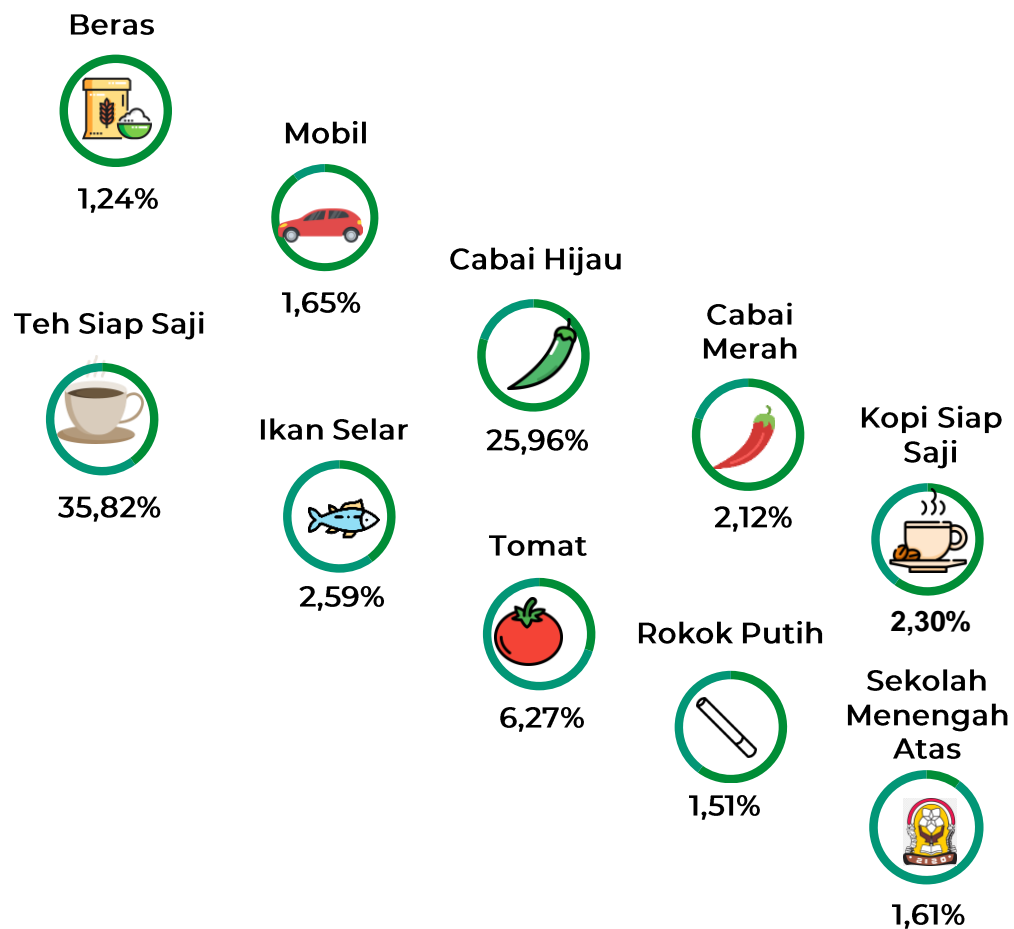 Beras
1,24%
Mobil
1,65%
Cabai Hijau
25,96%
Cabai
Merah
2,12%
Kopi Siap
Saji
2,30%
Teh Siap Saji
35,82%
Ikan Selar
2,59%
Tomat
6,27%
Rokok Putih
1,51%
Sekolah
Menengah
Atas
2120
1,61%